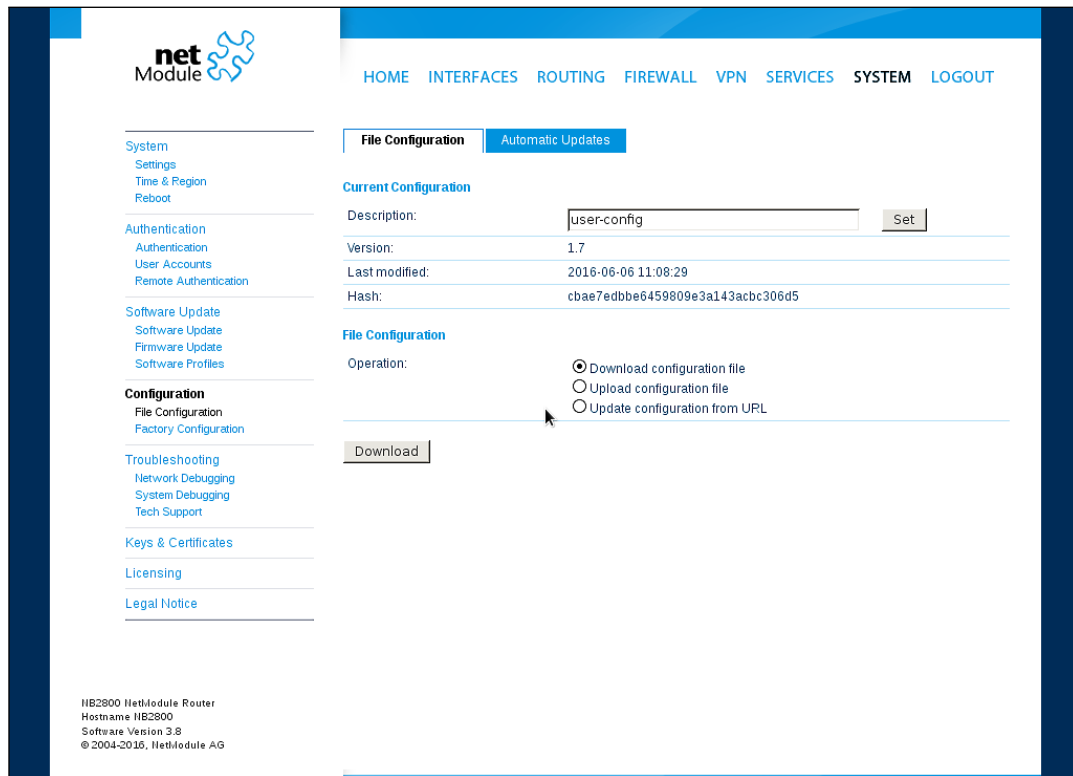 net
Module
HOME INTERFACES ROUTING FIREWALL VPN SERVICES SYSTEM LOGOUT
System
Settings
Time & Region
Reboot
Authentication
Authentication
User Accounts
Remote Authentication
Software Update
Software Update
Firmware Update
Software Profiles
Configuration
File Configuration
Factory Configuration
Troubleshooting
Network Debugging
System Debugging
Tech Support
Keys & Certificates
Licensing
Legal Notice
File Configuration Automatic Updates
Current Configuration
Description: user-config Set
Version: 1.7
Last modified: 2016-06-06 11:08:29
Hash: cbae7edbbe6459809e3a143acbc306d5
File Configuration
Operation: Download configuration file
Upload configuration file
Update configuration from URL
Download
NB2800 NetModule Router
Hostname NB2800
Software Version 3.8
© 2004-2016, NetModule AG